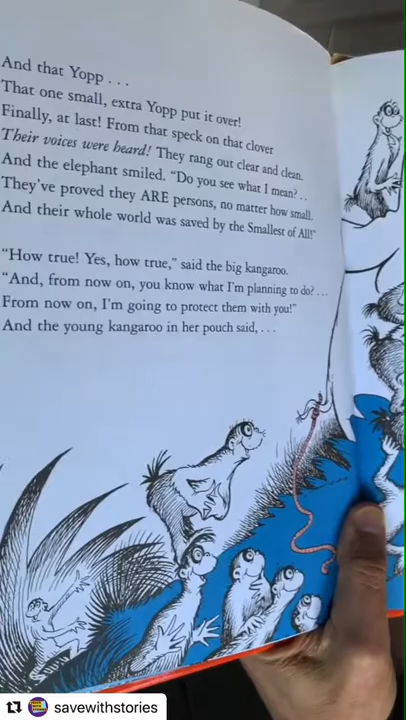 And that Yopp . . .
That one small, extra Yopp put it over!
Finally, at last! From that speck on that clover
Their voices were heard! They rang out clear and clean.
And the elephant smiled. “Do you see what I mean? . .
They’ve proved they ARE persons, no matter how small.
And their whole world was saved by the Smallest of All!”
“How true! Yes, how true,” said the big kangaroo.
“And, from now on, you know what I’m planning to do? . . .
From now on, I’m going to protect them with you!”
And the young kangaroo in her pouch said, . . .
savewithstories